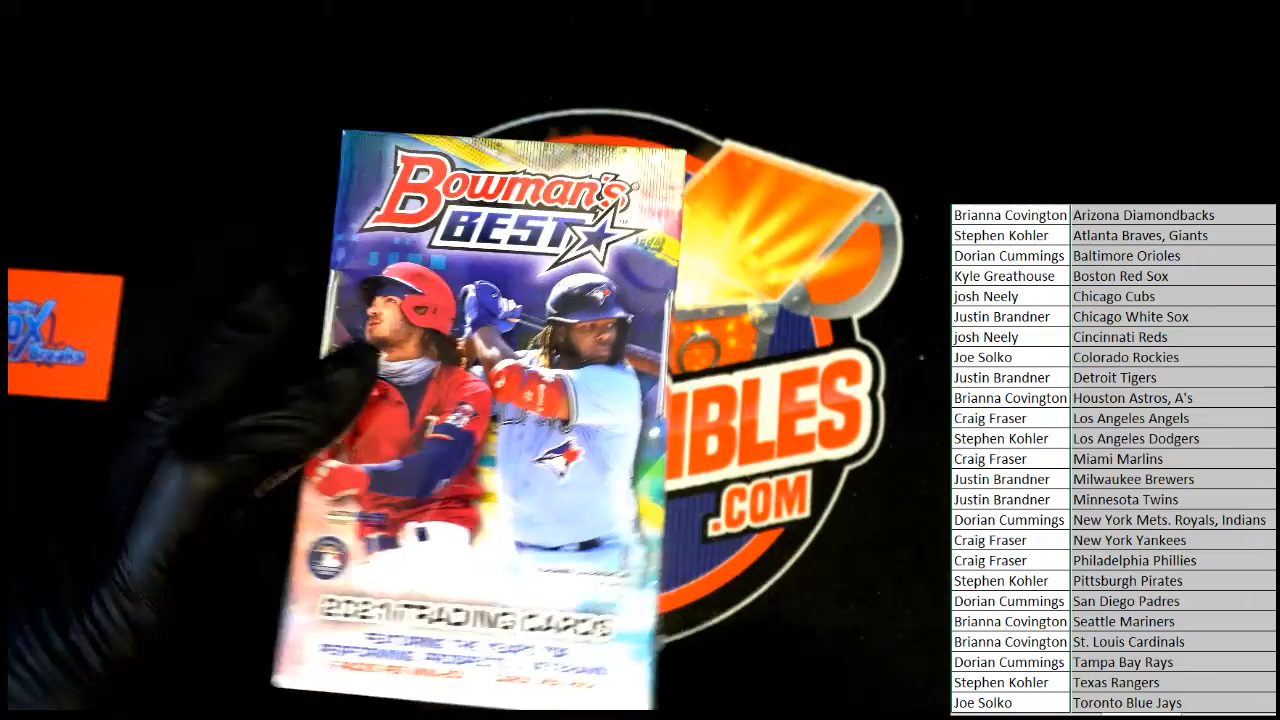 Bowman's
BEST
2021 TRADING CARDS
IBLES
.COM
Breaks
Brianna Covington Arizona Diamondbacks
Stephen Kohler Atlanta Braves, Giants
Dorian Cummings Baltimore Orioles
Kyle Greathouse Boston Red Sox
josh Neely Chicago Cubs
Justin Brandner Chicago White Sox
josh Neely Cincinnati Reds
Joe Solko Colorado Rockies
Justin Brandner Detroit Tigers
Brianna Covington Houston Astros, A's
Craig Fraser Los Angeles Angels
Stephen Kohler Los Angeles Dodgers
Craig Fraser Miami Marlins
Justin Brandner Milwaukee Brewers
Justin Brandner Minnesota Twins
Dorian Cummings New York Mets. Royals, Indians
Craig Fraser New York Yankees
Craig Fraser Philadelphia Phillies
Stephen Kohler Pittsburgh Pirates
Dorian Cummings San Diego Padres
Brianna Covington Seattle Mariners
Brianna Covington St. Louis Cardinals
Dorian Cummings Tampa Bay Rays
Stephen Kohler Texas Rangers
Joe Solko Toronto Blue Jays